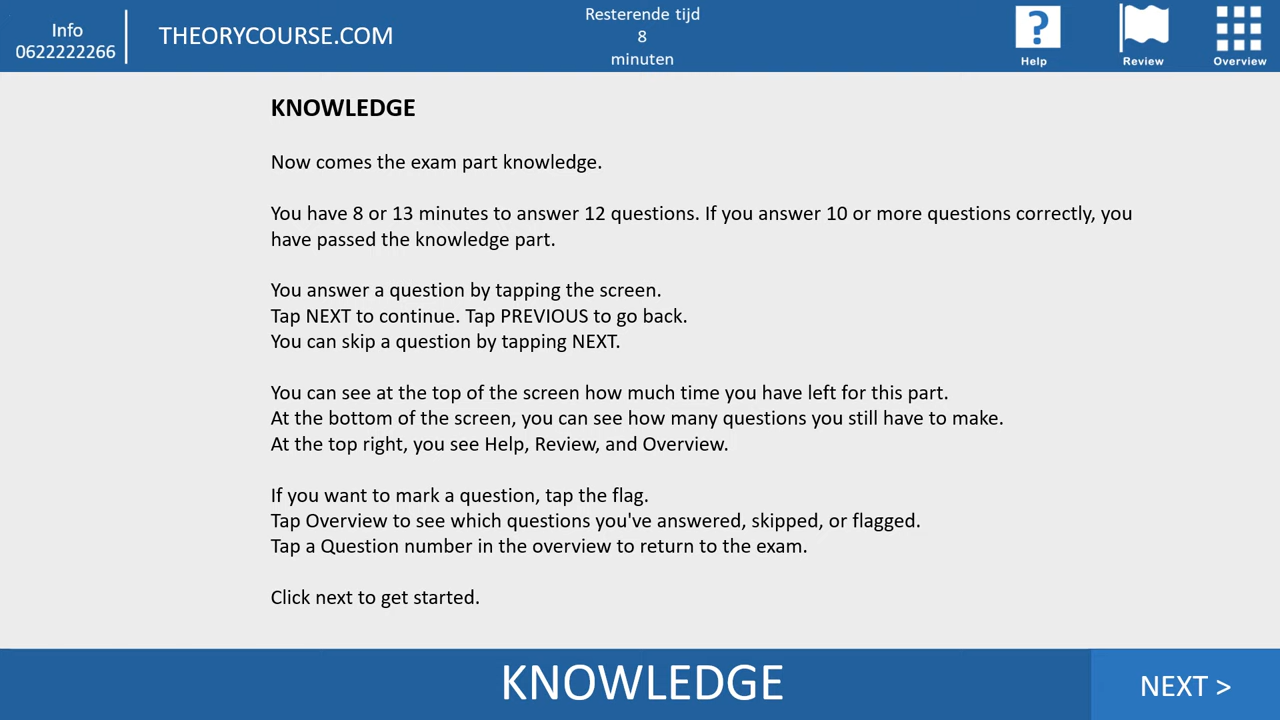 Info
0622222266
THEORYCOURSE.COM
Resterende tijd
8
minuten
?
Help
Review
Overview
KNOWLEDGE
Now comes the exam part knowledge.
You have 8 or 13 minutes to answer 12 questions. If you answer 10 or more questions correctly, you
have passed the knowledge part.
You answer a question by tapping the screen.
Tap NEXT to continue. Tap PREVIOUS to go back.
You can skip a question by tapping NEXT.
You can see at the top of the screen how much time you have left for this part.
At the bottom of the screen, you can see how many questions you still have to make.
At the top right, you see Help, Review, and Overview.
If you want to mark a question, tap the flag.
Tap Overview to see which questions you've answered, skipped, or flagged.
Tap a Question number in the overview to return to the exam.
Click next to get started.
KNOWLEDGE
NEXT >